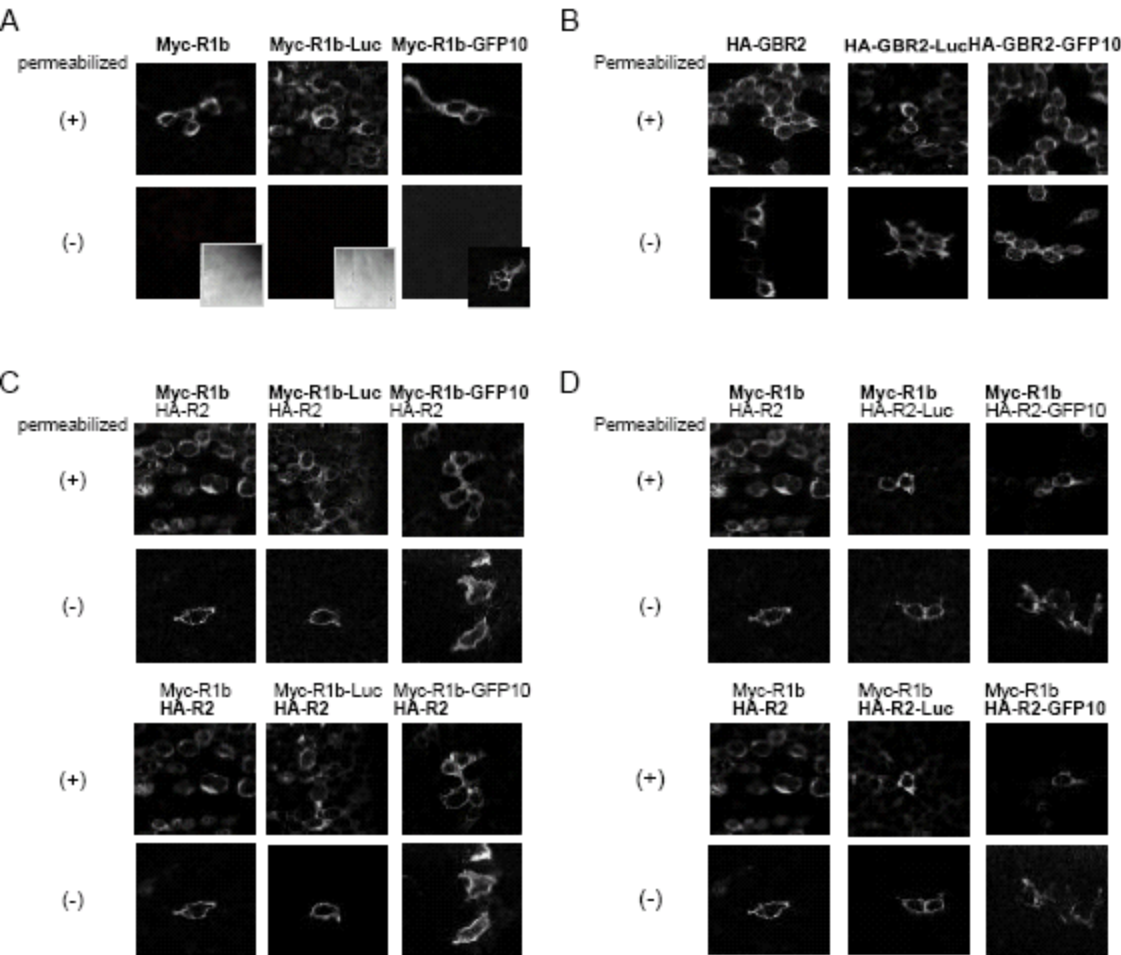 A
Myc-R1b Myc-R1b-Luc Myc-R1b-GFP10
permeabilized
(+)
(-)
B
HA-GBR2 HA-GBR2-Luc HA-GBR2-GFP10
Permeabilized
(+)
(-)
C
Myc-R1b Myc-R1b-Luc Myc-R1b-GFP10
HA-R2 HA-R2 HA-R2
permeabilized
(+)
(-)
Myc-R1b Myc-R1b-Luc Myc-R1b-GFP10
HA-R2 HA-R2 HA-R2
(+)
(-)
D
Myc-R1b Myc-R1b Myc-R1b
HA-R2 HA-R2-Luc HA-R2-GFP10
Permeabilized
(+)
(-)
Myc-R1b Myc-R1b Myc-R1b
HA-R2 HA-R2-Luc HA-R2-GFP10
(+)
(-)